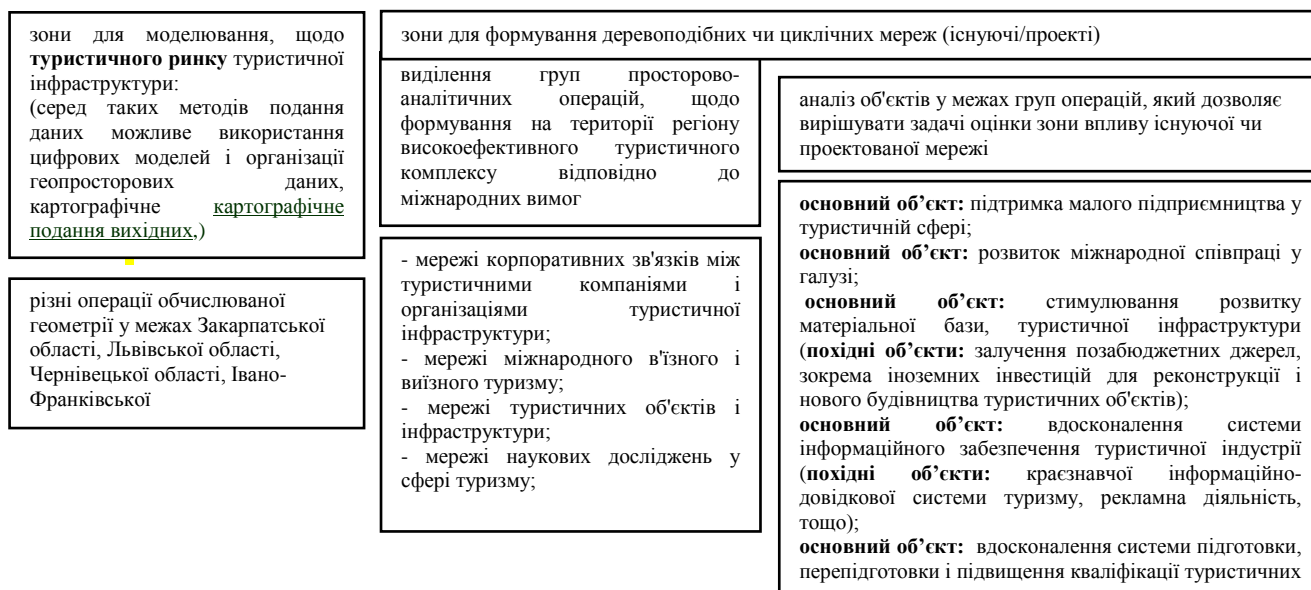 зони для моделювання, щодо
туристичного ринку туристичної
інфраструктури:
(серед таких методів подання
даних можливе використання
цифрових моделей і організації
геопросторових даних,
картографічне картографічне
подання вихідних,)
різні операції обчислюваної
геометрії у межах Закарпатської
області, Львівської області,
Чернівецької області, Івано-
Франківської
зони для формування деревоподібних чи циклічних мереж (існуючі/проекті)
виділення груп просторово-
аналітичних операцій, щодо
формування на території регіону
високоефективного туристичного
комплексу відповідно до
міжнародних вимог
- мережі корпоративних зв'язків між
туристичними компаніями і
організаціями туристичної
інфраструктури;
- мережі міжнародного в'їзного і
виїзного туризму;
- мережі туристичних об'єктів і
інфраструктури;
- мережі наукових досліджень у
сфері туризму;
аналіз об'єктів у межах груп операцій, який дозволяє
вирішувати задачі оцінки зони впливу існуючої чи
проектованої мережі
основний об’єкт: підтримка малого підприємництва у
туристичній сфері;
основний об’єкт: розвиток міжнародної співпраці у
галузі;
основний об’єкт: стимулювання розвитку
матеріальної бази, туристичної інфраструктури
(похідні об’єкти: залучення позабюджетних джерел,
зокрема іноземних інвестицій для реконструкції і
нового будівництва туристичних об'єктів);
основний об’єкт: вдосконалення системи
інформаційного забезпечення туристичної індустрії
(похідні об’єкти: краєзнавчої інформаційно-
довідкової системи туризму, рекламна діяльність,
тощо);
основний об’єкт: вдосконалення системи підготовки,
перепідготовки і підвищення кваліфікації туристичних